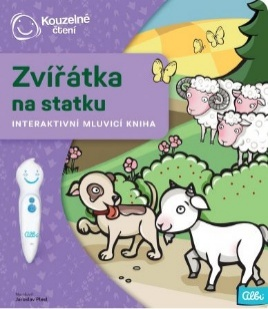 Kouzelné
čtení
Zvířátka
na statku
INTERAKTIVNÍ MLUVICÍ KNIHA
Albi